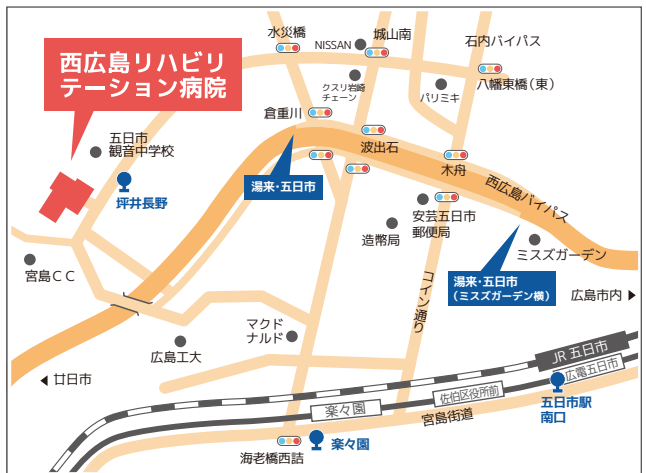 水災橋
NISSAN
城山南
石内バイパス
西広島リハビリ
テーション病院
クスリ岩崎
チェーン
パリミキ
八幡東橋(東)
倉重川
五日市
観音中学校
波出石
木舟
坪井長野
湯来・五日市
西広島バイパス
安芸五日市
郵便局
造幣局
ミスズガーデン
宮島CC
湯来・五日市
(ミスズガーデン横)
コイン通り
広島市内
マクド
ナルド
広島工大
廿日市
JR 五日市
広電五日市
佐伯区役所前
楽々園
宮島街道
五日市駅
南口
海老橋西詰
楽々園